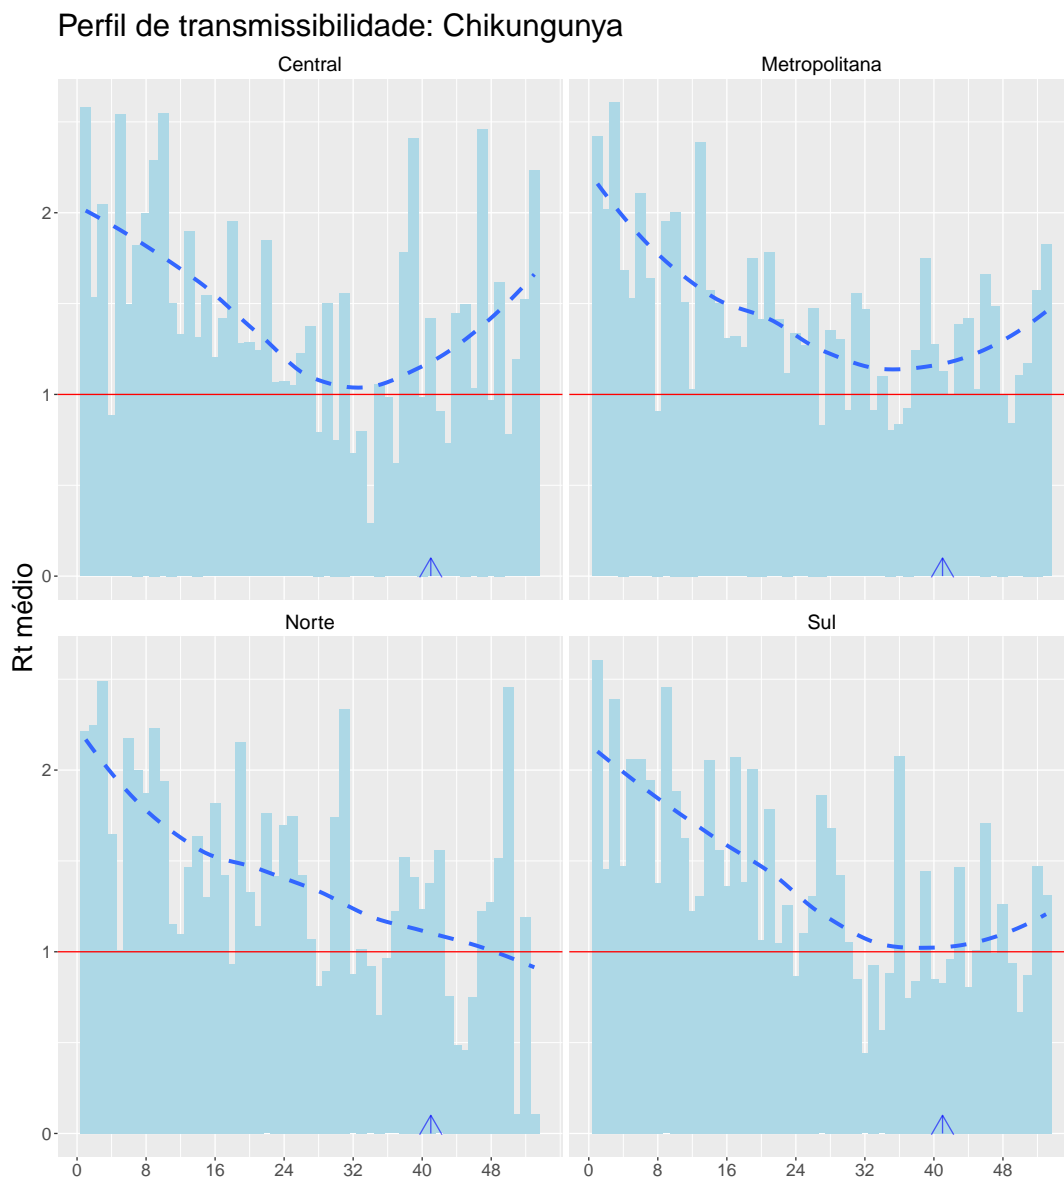 Perfil de transmissibilidade: Chikungunya
Central
Metropolitana
2
1
0
Rt médio
Norte
Sul
2
1
0
0 8 16 24 32 40 48
0 8 16 24 32 40 48